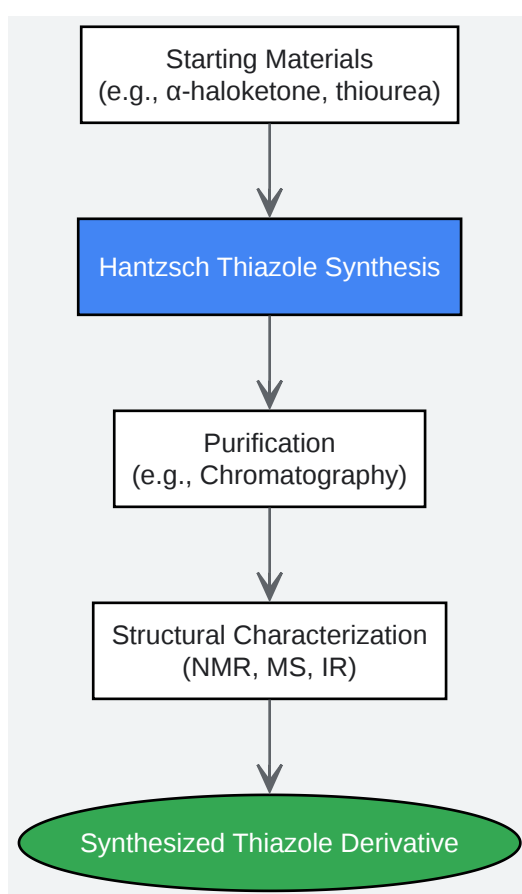 Starting Materials
(e.g., α-haloketone, thiourea)
Hantzsch Thiazole Synthesis
Purification
(e.g., Chromatography)
Structural Characterization
(NMR, MS, IR)
Synthesized Thiazole Derivative